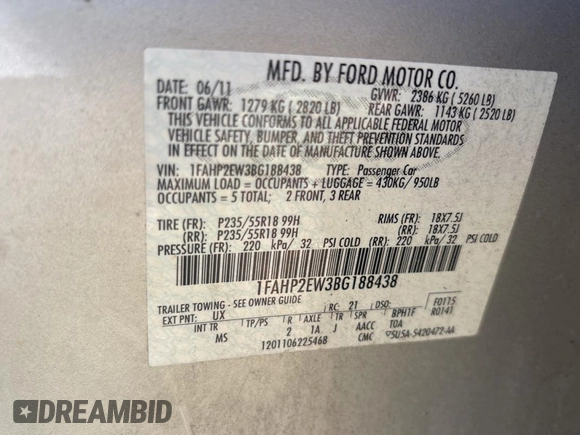 MFD. BY FORD MOTOR CO.
DATE: 06/11 GVWR: 2386 KG ( 5260 LB)
FRONT GAWR: 1279 KG ( 2820 LB) REAR GAWR: 1143 KG ( 2520 LB)
THIS VEHICLE CONFORMS TO ALL APPLICABLE FEDERAL MOTOR
VEHICLE SAFETY, BUMPER, AND THEFT PREVENTION STANDARDS
IN EFFECT ON THE DATE OF MANUFACTURE SHOWN ABOVE.
VIN: 1FAHP2EW3BG188438 TYPE: Passenger Car
MAXIMUM LOAD = OCCUPANTS + LUGGAGE = 430KG/950LB
OCCUPANTS = 5 TOTAL; 2 FRONT, 3 REAR
TIRE (FR): P235/55R18 99H RIMS (FR): 18X7.5J
(RR): P235/55R18 99H (RR): 18X7.5J
PRESSURE (FR): 220 kPa/ 32 PSI COLD (RR): 220 kPa/ 32 PSI COLD
1FAHP2EW3BG188438
TRAILER TOWING - SEE OWNER GUIDE
EXT PNT: UX RC: 21 DSO: F0115
INT TR TP/PS R AXLE TR SPR BPH1F R0141
MS 2 1A J AACC TOA
1201106225468 CMC 5U5A-5420472-AA
DREAMBID